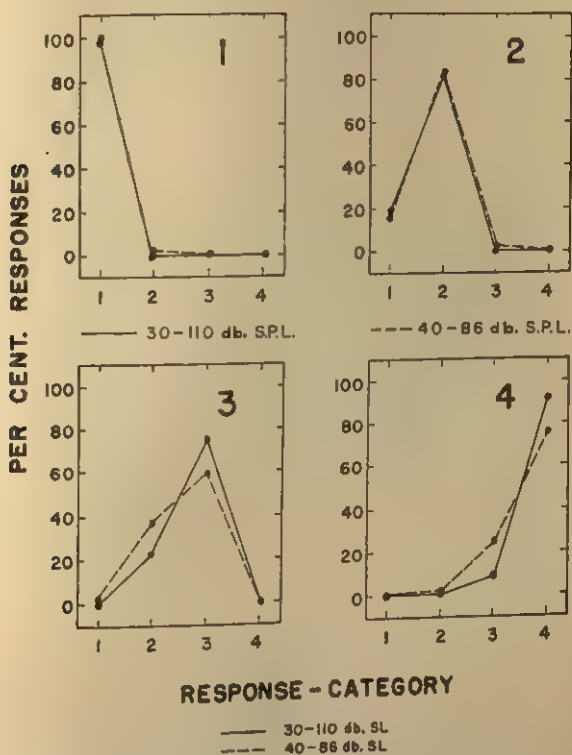 PER CENT. RESPONSES
1
100
80
60
40
20
0
1 2 3 4
2
100
80
60
40
20
0
1 2 3 4
30-110 db. S.P.L.
40-86 db. S.P.L.
3
100
80
60
40
20
0
1 2 3 4
4
100
80
60
40
20
0
1 2 3 4
RESPONSE-CATEGORY
30-110 db. SL
40-86 db. SL